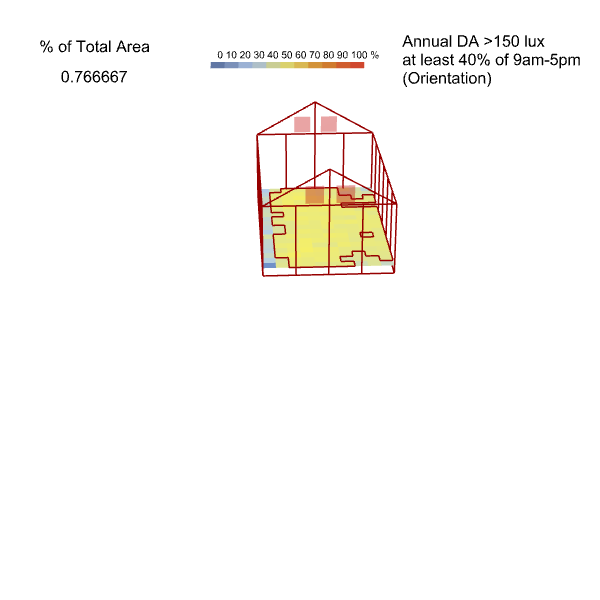 % of Total Area
0.766667
0 10 20 30 40 50 60 70 80 90 100 %
Annual DA >150 lux
at least 40% of 9am-5pm
(Orientation)